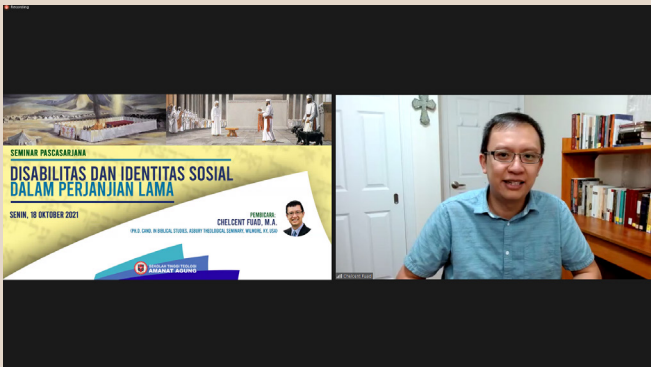 Recording
SEMINAR PASCASARJANA
DISABILITAS DAN IDENTITAS SOSIAL
DALAM PERJANJIAN LAMA
SENIN, 18 OKTOBER 2021
PEMBICARA:
CHELCENT FUAD, M.A.
(PH.D. CAND. IN BIBLICAL STUDIES, ASBURY THEOLOGICAL SEMINARY, WILMORE, KY, USA)
SEKOLAH TINGGI TEOLOGI
AMANAT AGUNG
Chelcent Fuad